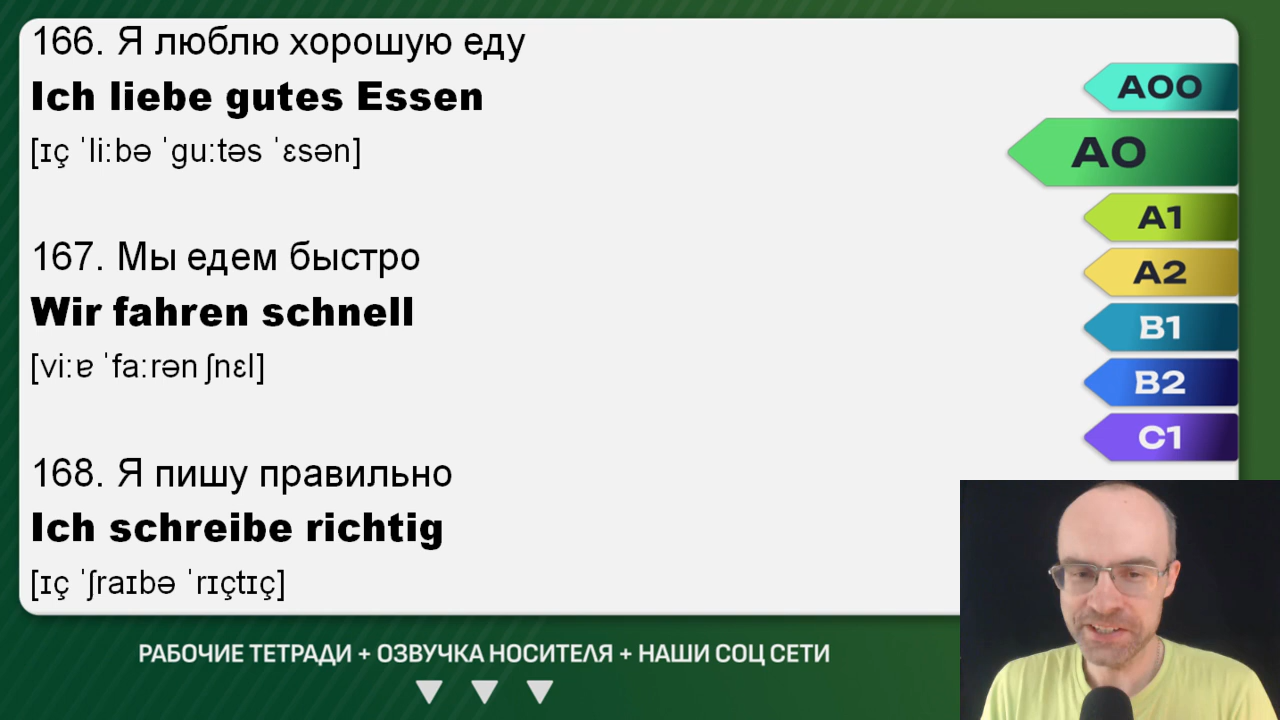 166. Я люблю хорошую еду
Ich liebe gutes Essen
[ɪç ˈliːbə ˈɡuːtəs ˈɛsən]
167. Мы едем быстро
Wir fahren schnell
[viːɐ ˈfaːrən ʃnɛl]
168. Я пишу правильно
Ich schreibe richtig
[ɪç ˈʃraɪbə ˈrɪçtɪç]
A00
A0
A1
A2
B1
B2
C1
РАБОЧИЕ ТЕТРАДИ + ОЗВУЧКА НОСИТЕЛЯ + НАШИ СОЦ СЕТИ